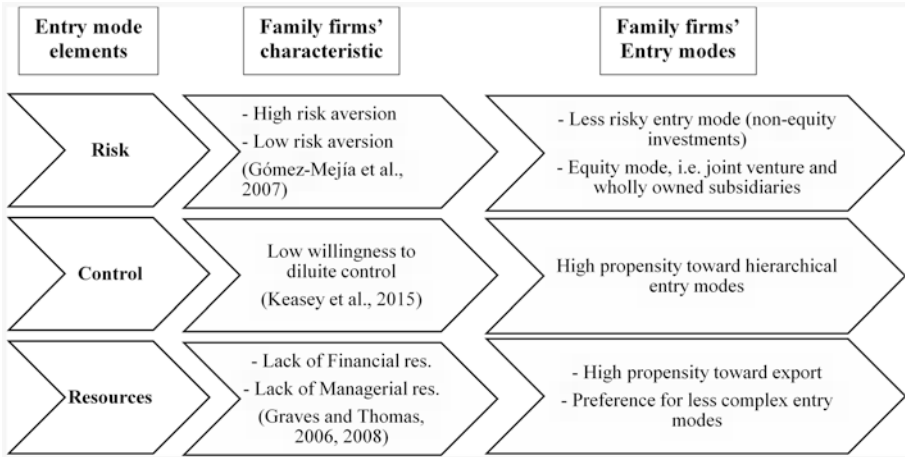 Entry mode
elements
Family firms’
characteristic
Family firms’
Entry modes
Risk
- High risk aversion
- Low risk aversion
(Gómez-Mejía et al.,
2007)
- Less risky entry mode (non-equity
investments)
- Equity mode, i.e. joint venture and
wholly owned subsidiaries
Control
Low willingness to
diluite control
(Keasey et al., 2015)
High propensity toward hierarchical
entry modes
Resources
- Lack of Financial res.
- Lack of Managerial res.
(Graves and Thomas,
2006, 2008)
- High propensity toward export
- Preference for less complex entry
modes